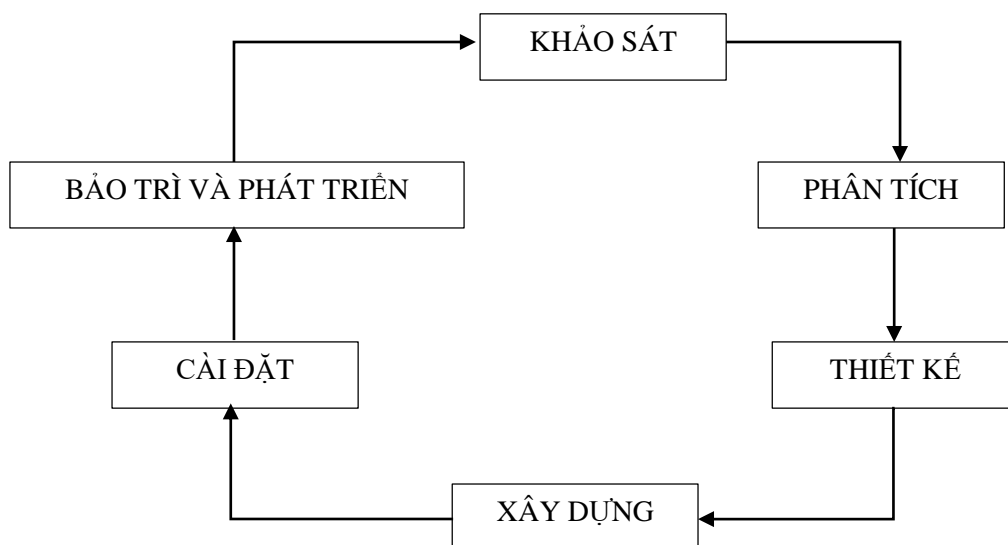 KHẢO SÁT
PHÂN TÍCH
THIẾT KẾ
XÂY DỰNG
CÀI ĐẶT
BẢO TRÌ VÀ PHÁT TRIỂN